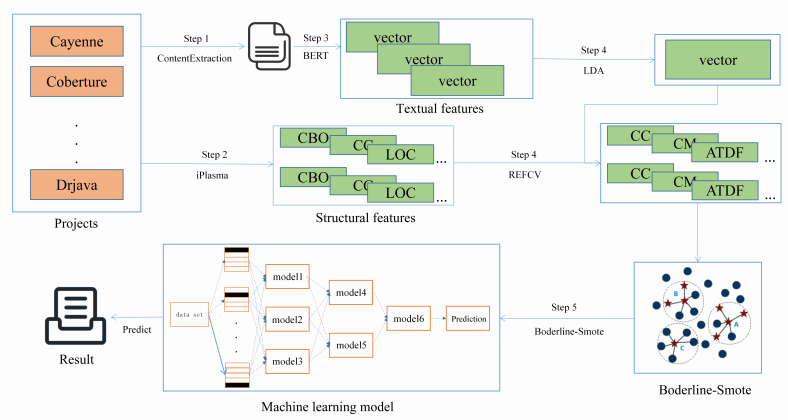 Cayenne
Coberture
.
.
.
Drjava
Projects
Step 1
ContentExtraction
Step 3
BERT
vector
vector
vector
Textual features
Step 4
LDA
vector
Step 2
iPlasma
CBO
CC
LOC
...
CBO
CC
LOC
...
Structural features
Step 4
REFCV
CC
CM
ATDF
...
CC
CM
ATDF
...
B
A
C
Boderline-Smote
Step 5
Boderline-Smote
data set
.
.
.
model1
model2
model3
model4
model5
model6
Prediction
Machine learning model
Predict
Result